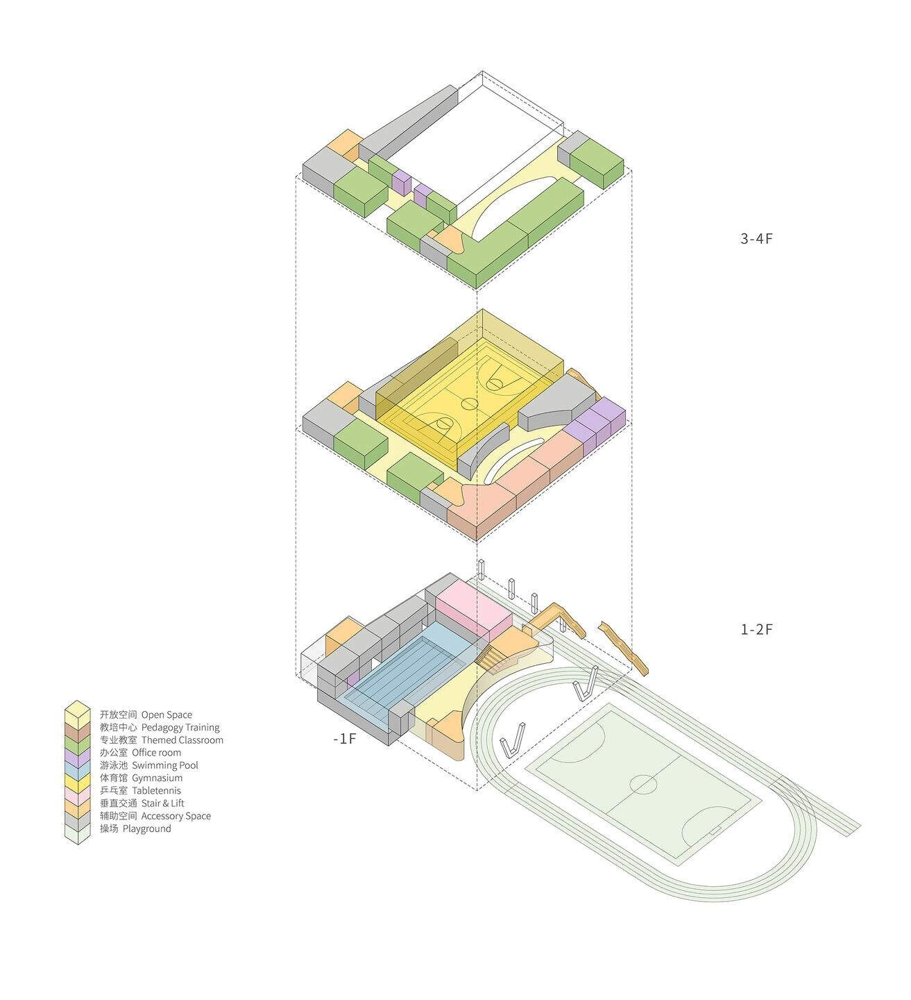 3-4F
1-2F
-1F
开放空间 Open Space
教培中心 Pedagogy Training
专业教室 Themed Classroom
办公室 Office room
游泳池 Swimming Pool
体育馆 Gymnasium
乒乓室 Tabletennis
垂直交通 Stair & Lift
辅助空间 Accessory Space
操场 Playground